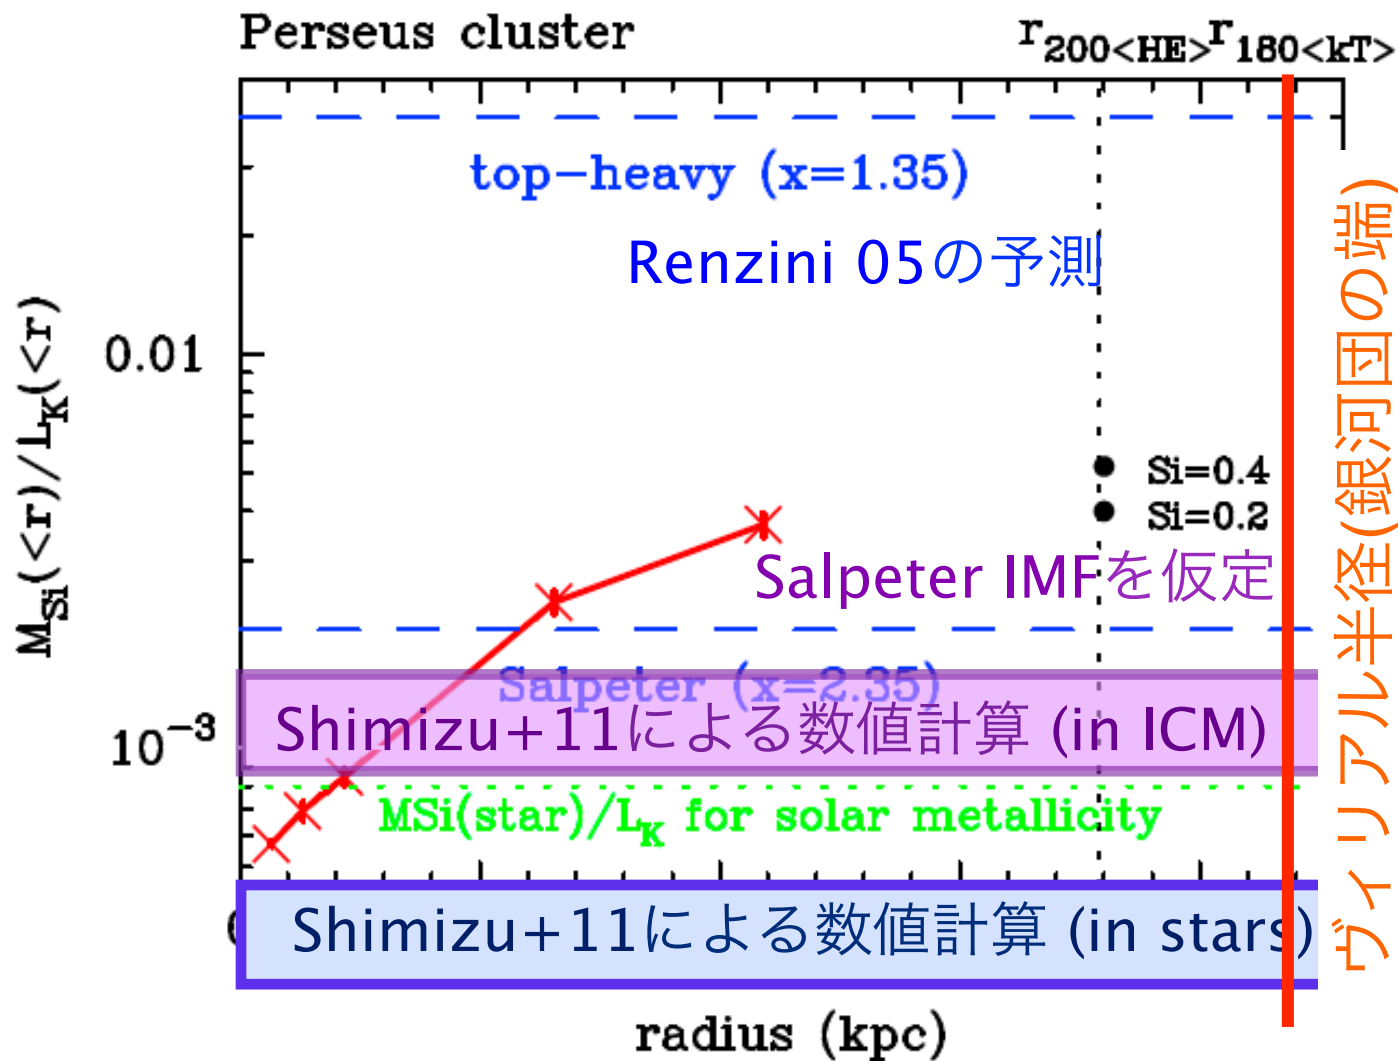 Perseus cluster
r200<HE> r180<kT>
top-heavy (x=1.35)
Renzini 05の予測
0.01
MSi(<r)/LK(<r)
Si=0.4
Si=0.2
Salpeter IMFを仮定
Salpeter (x=2.35)
Shimizu+11による数値計算 (in ICM)
10-3
MSi(star)/LK for solar metallicity
Shimizu+11による数値計算 (in stars)
radius (kpc)
ヴィリアル半径(銀河団の端)